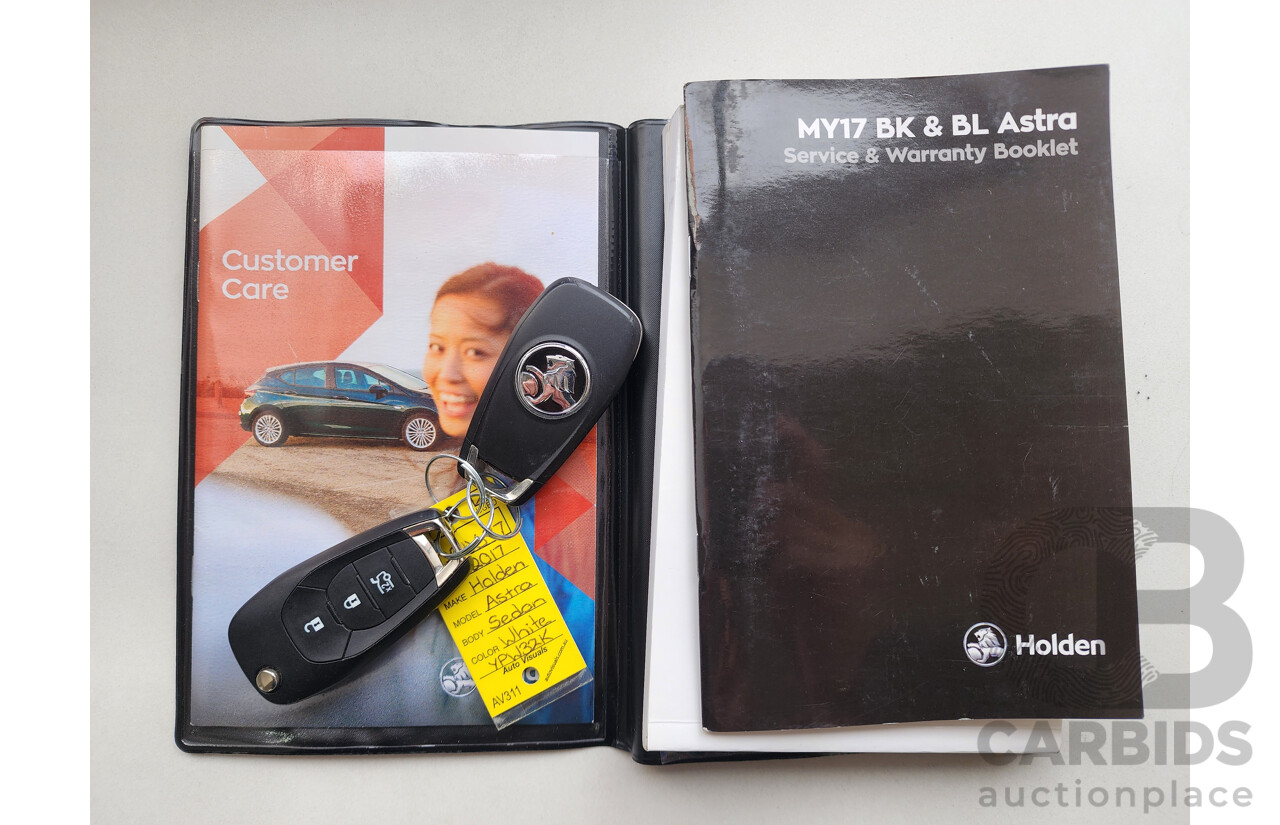 MY17 BK & BL Astra
Service & Warranty Booklet
Customer
Care
2017
MAKE Holden
MODEL Astra
BODY Sedan
COLOR White
Auto Visuals
AV311
Holden
CARBIDS
auctionplace